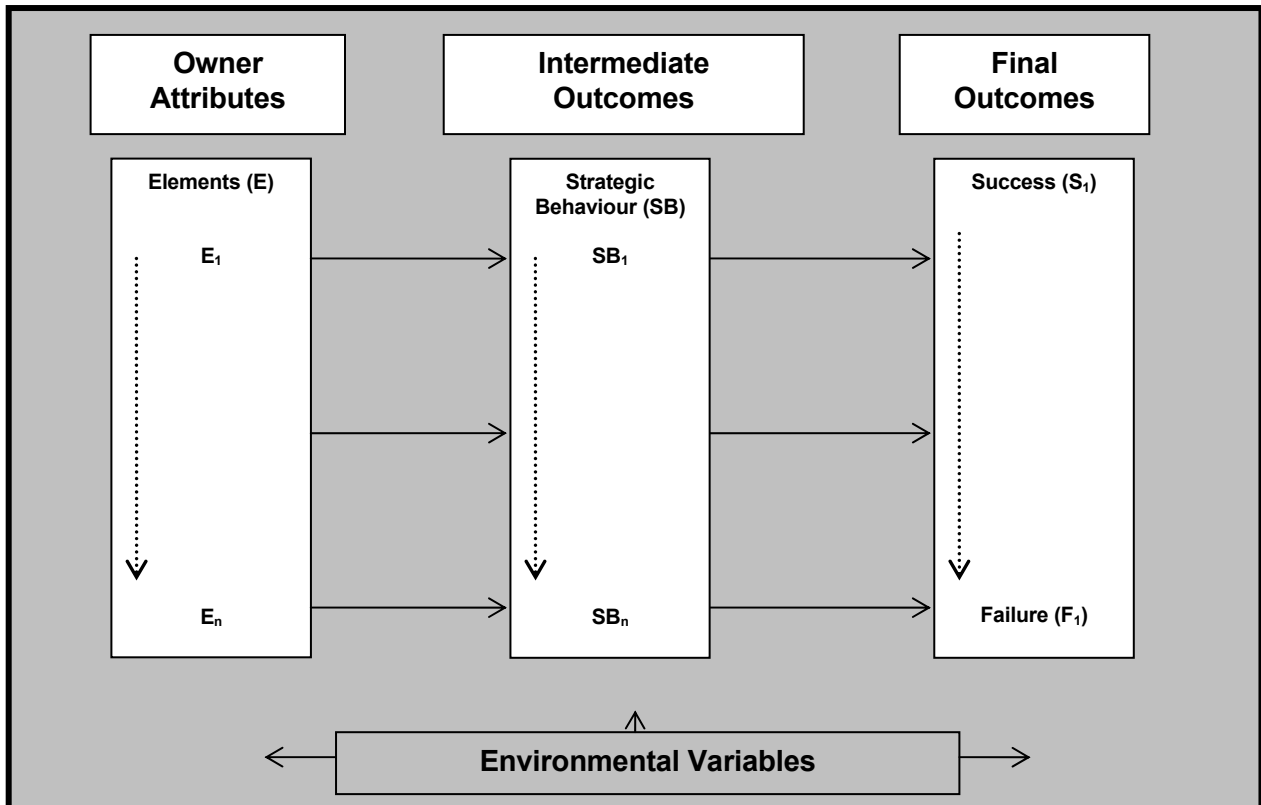 Owner
Attributes
Intermediate
Outcomes
Final
Outcomes
Elements (E)
E₁
Eₙ
Strategic
Behaviour (SB)
SB₁
SBₙ
Success (S₁)
Failure (F₁)
Environmental Variables